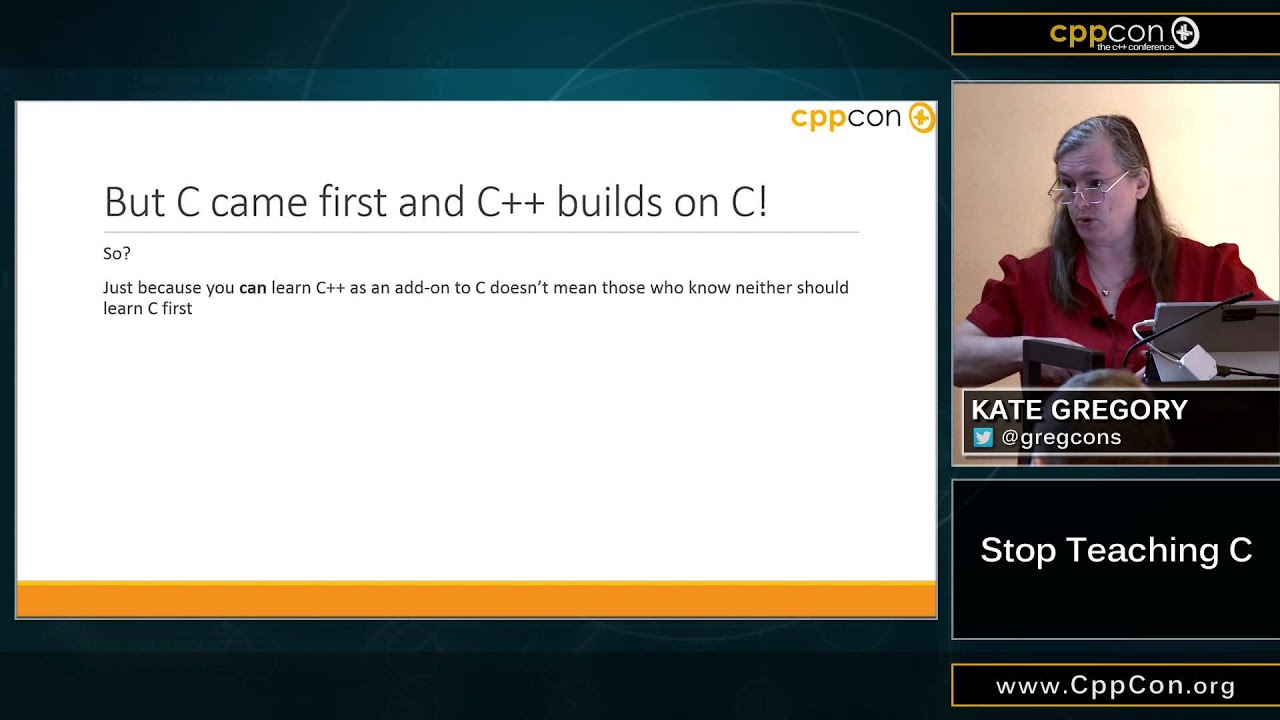 cppcon
But C came first and C++ builds on C!
So?
Just because you can learn C++ as an add-on to C doesn't mean those who know neither should
learn C first
cppcon
the c++ conference
KATE GREGORY
@gregcons
Stop Teaching C
www.CppCon.org